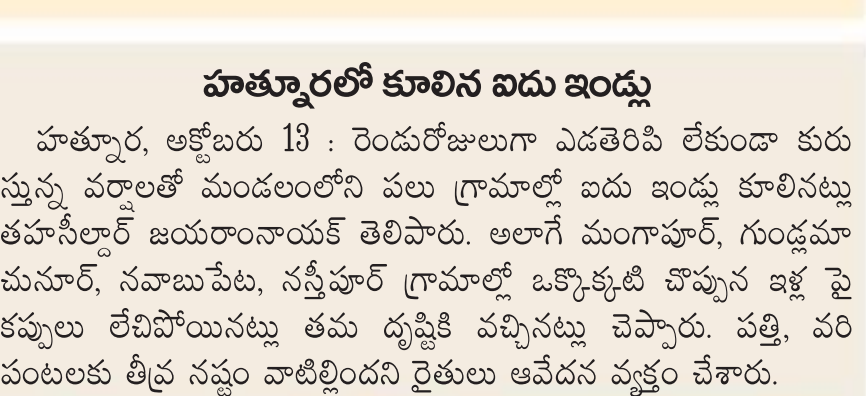 హత్నూరలో కూలిన ఐదు ఇండ్లు
హత్నూర, అక్టోబరు 13 : రెండురోజులుగా ఎడతెరిపి లేకుండా కురు
స్తున్న వర్షాలతో మండలంలోని పలు గ్రామాల్లో ఐదు ఇండ్లు కూలినట్లు
తహసీల్దార్ జయరాంనాయక్ తెలిపారు. అలాగే మంగాపూర్, గుండ్లమా
చునూర్, నవాబుపేట, నస్తీపూర్ గ్రామాల్లో ఒక్కొక్కటి చొప్పున ఇళ్ల పై
కప్పులు లేచిపోయినట్లు తమ దృష్టికి వచ్చినట్లు చెప్పారు. పత్తి, వరి
పంటలకు తీవ్ర నష్టం వాటిల్లిందని రైతులు ఆవేదన వ్యక్తం చేశారు.